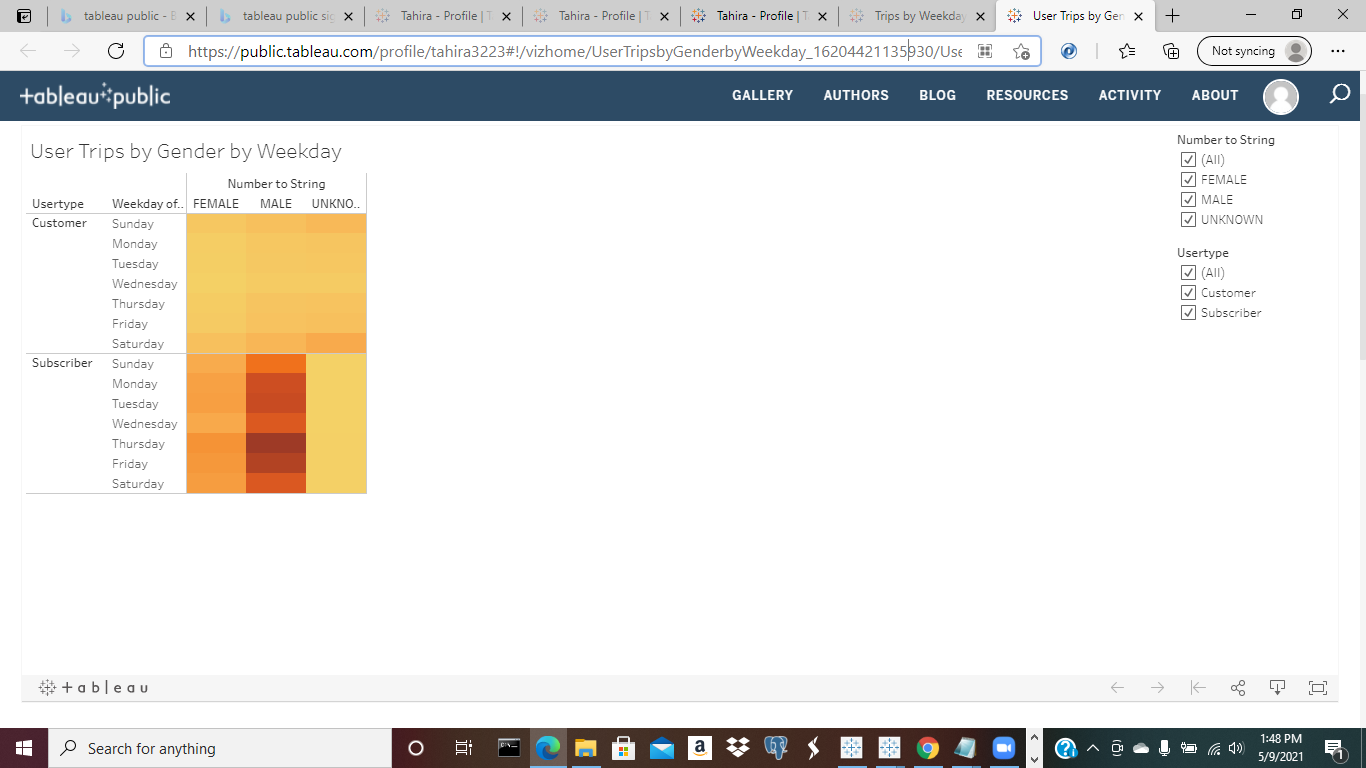 tableau public - B
tableau public sig
Tahira - Profile | T
Tahira - Profile | T
Tahira - Profile | Ta
Trips by Weekday
User Trips by Gen
https://public.tableau.com/profile/tahira3223#!/vizhome/UserTripsbyGenderbyWeekday_16204421135930/Use
Not syncing
+ableau public
GALLERY AUTHORS BLOG RESOURCES ACTIVITY ABOUT
User Trips by Gender by Weekday
Number to String
Usertype Weekday of.. FEMALE MALE UNKNO..
Customer Sunday
Monday
Tuesday
Wednesday
Thursday
Friday
Saturday
Subscriber Sunday
Monday
Tuesday
Wednesday
Thursday
Friday
Saturday
Number to String
(All)
FEMALE
MALE
UNKNOWN
Usertype
(All)
Customer
Subscriber
+ableau
Search for anything
1:48 PM
5/9/2021
1